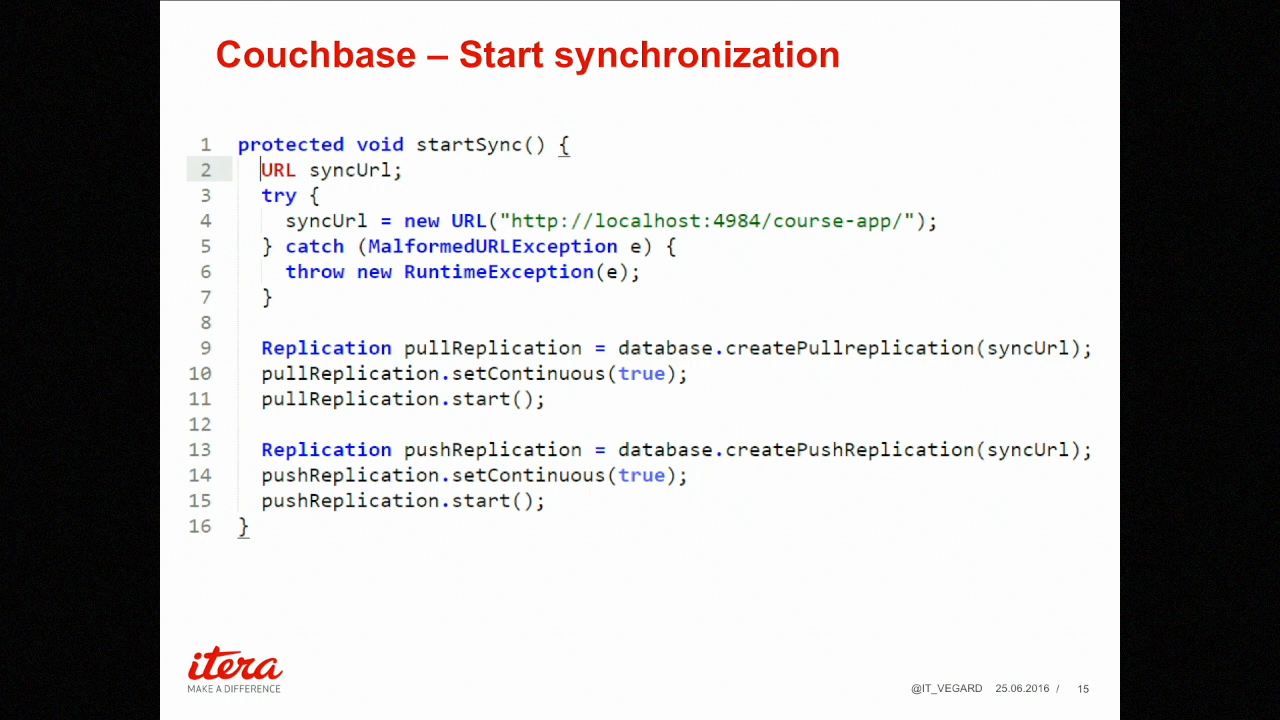 Couchbase – Start synchronization
1 protected void startSync() {
2 URL syncUrl;
3 try {
4 syncUrl = new URL("http://localhost:4984/course-app/");
5 } catch (MalformedURLException e) {
6 throw new RuntimeException(e);
7 }
8
9 Replication pullReplication = database.createPullreplication(syncUrl);
10 pullReplication.setContinuous(true);
11 pullReplication.start();
12
13 Replication pushReplication = database.createPushReplication(syncUrl);
14 pushReplication.setContinuous(true);
15 pushReplication.start();
16 }
itera
MAKE A DIFFERENCE
@IT_VEGARD 25.06.2016 / 15